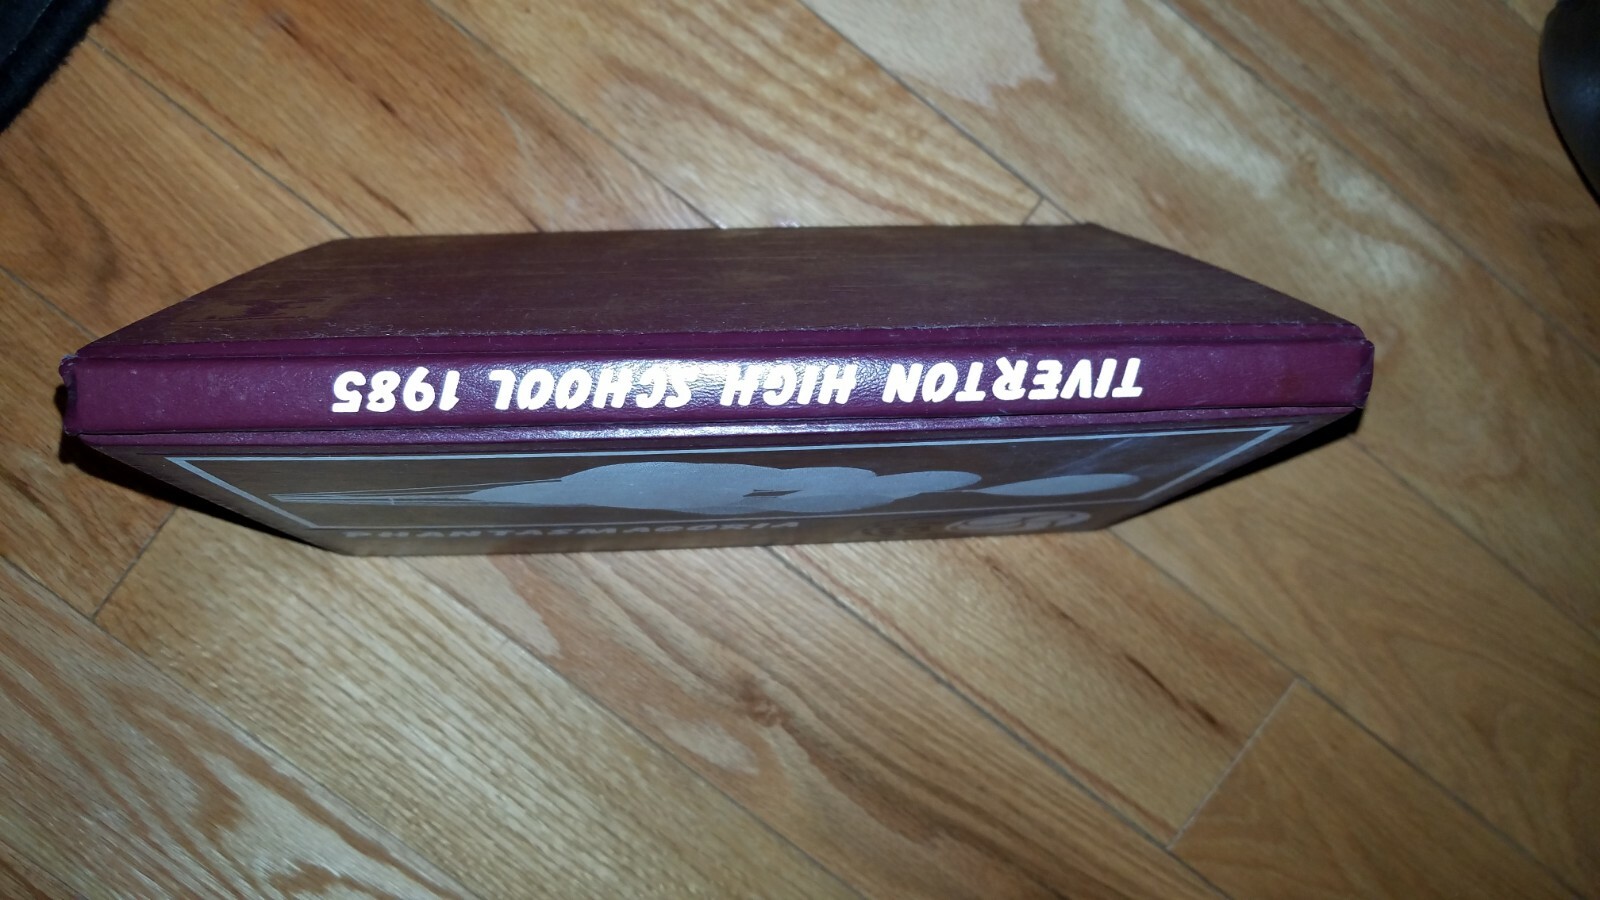 TIVERTON HIGH SCHOOL 1985
PHANTASMAGORIA